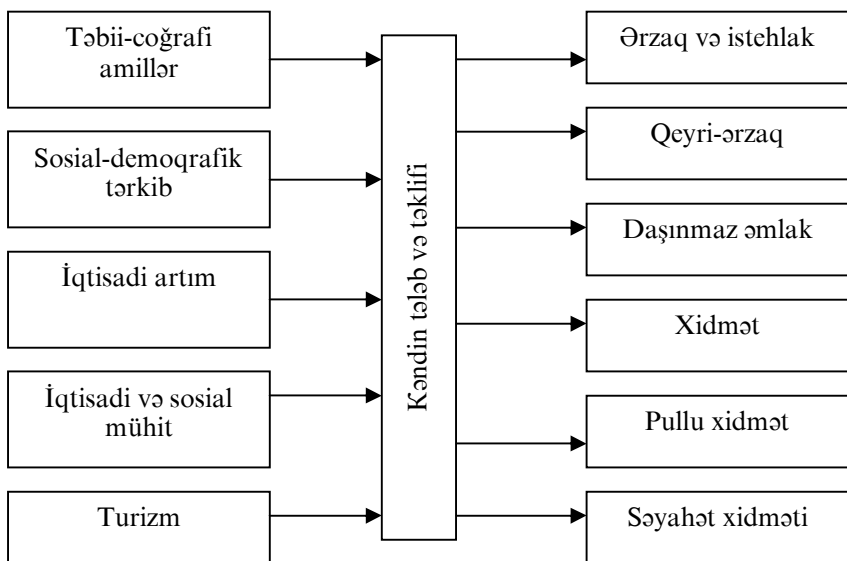 Təbii-coğrafi
amillər
Sosial-demoqrafik
tərkib
İqtisadi artım
İqtisadi və sosial
mühit
Turizm
Kəndin tələb və təklifi
Ərzaq və istehlak
Qeyri-ərzaq
Daşınmaz əmlak
Xidmət
Pullu xidmət
Səyahət xidməti